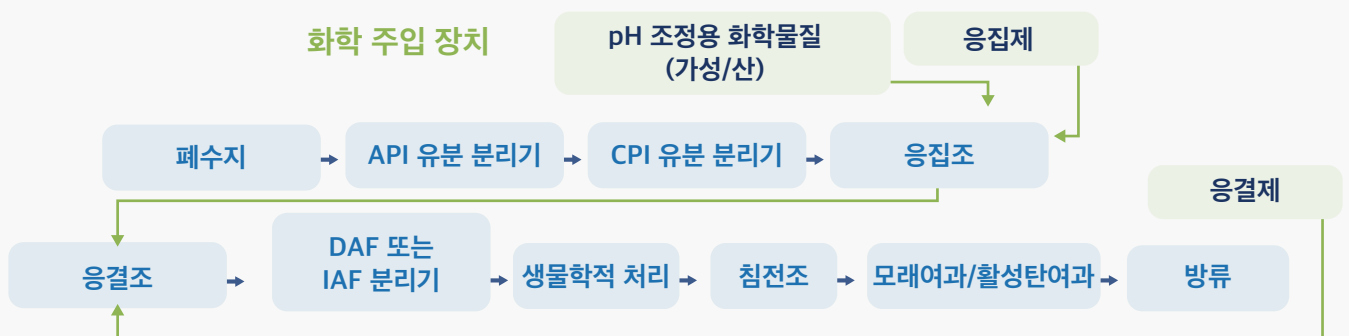 화학 주입 장치
pH 조정용 화학물질
(가성/산)
응집제
폐수지
API 유분 분리기
CPI 유분 분리기
응집조
응결제
응결조
DAF 또는
IAF 분리기
생물학적 처리
침전조
모래여과/활성탄여과
방류